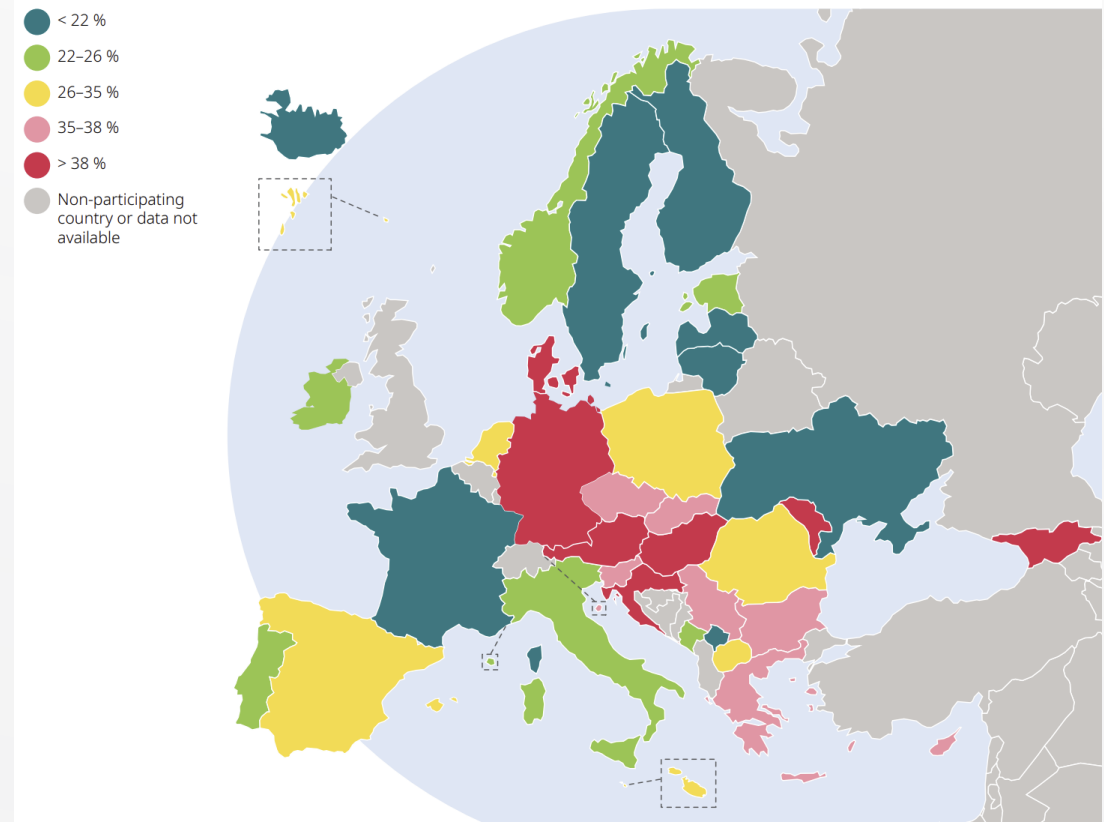 < 22 %
22–26 %
26–35 %
35–38 %
> 38 %
Non-participating
country or data not
available